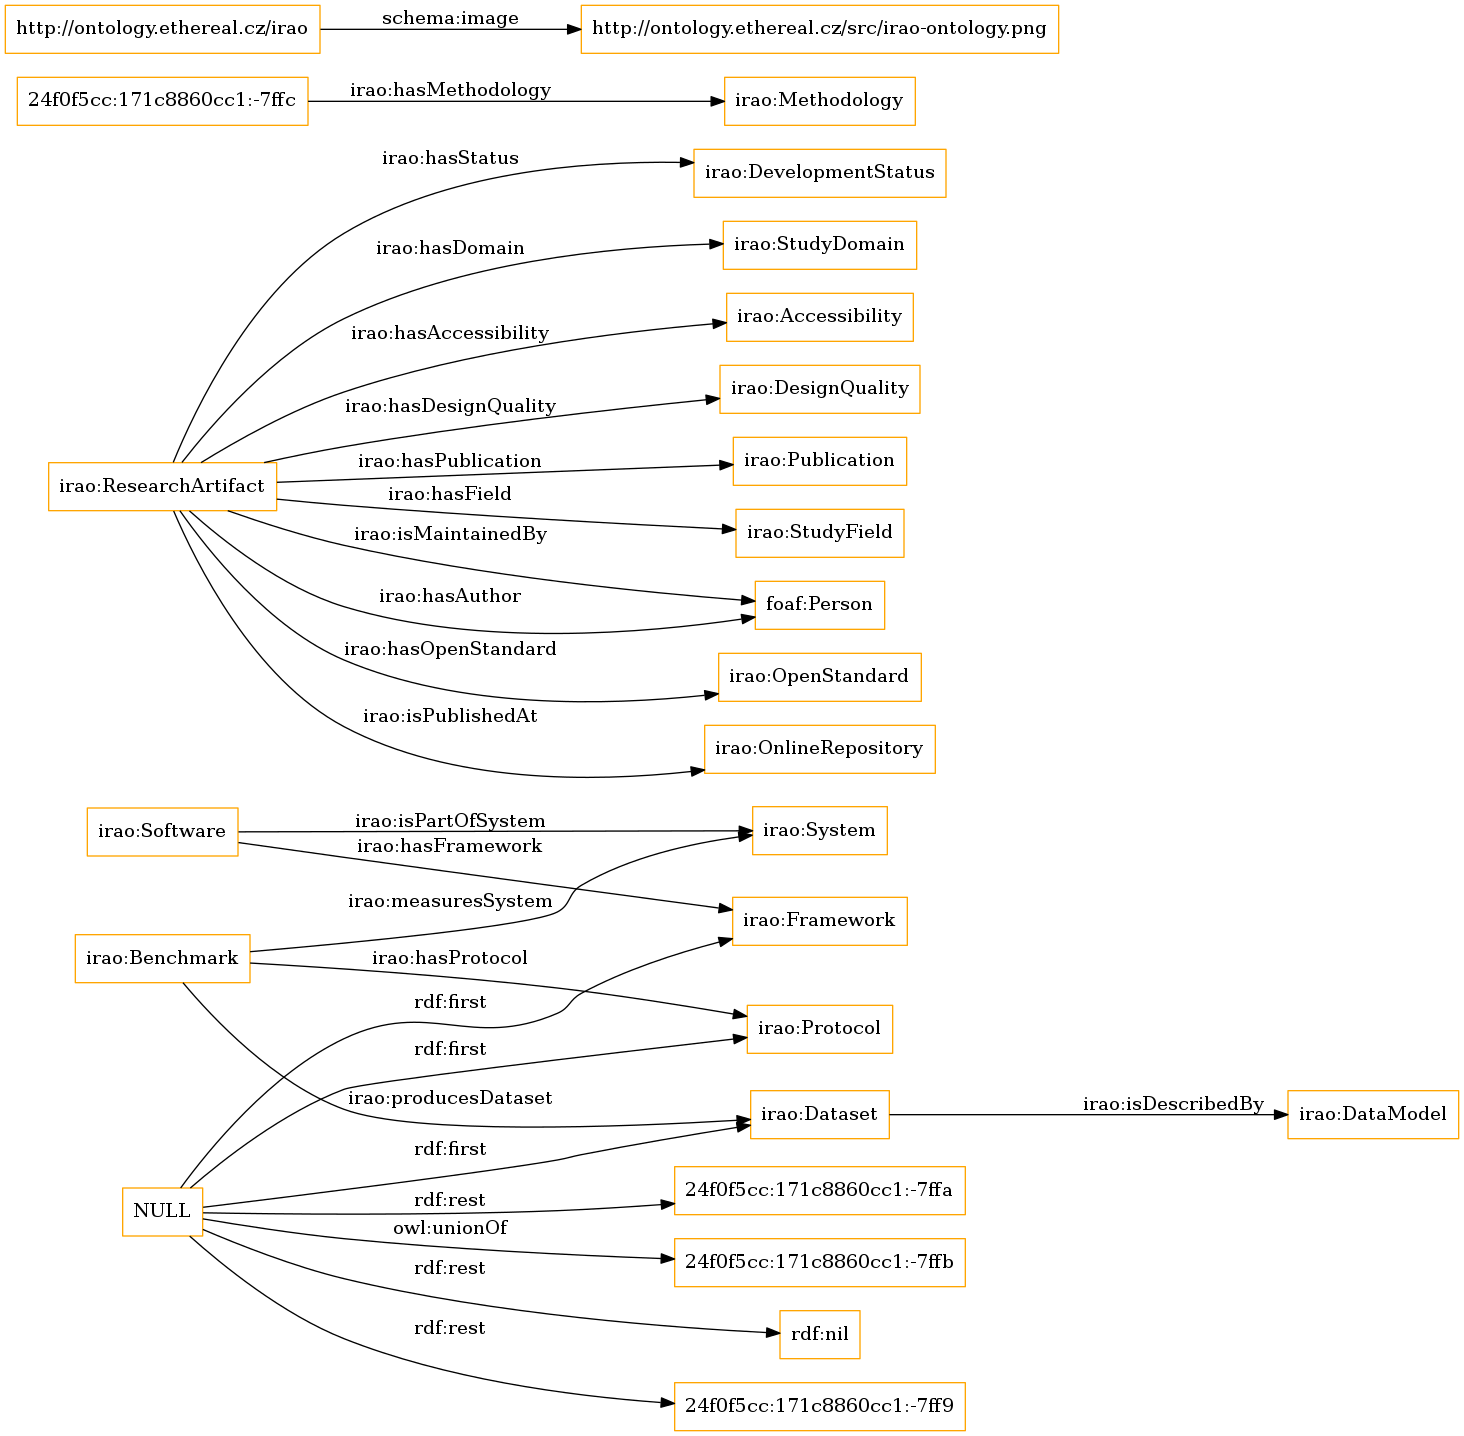 http://ontology.ethereal.cz/irao
schema:image
http://ontology.ethereal.cz/src/irao-ontology.png
24f0f5cc:171c8860cc1:-7ffc
irao:hasMethodology
irao:Methodology
irao:hasStatus
irao:DevelopmentStatus
irao:hasDomain
irao:StudyDomain
irao:hasAccessibility
irao:Accessibility
irao:hasDesignQuality
irao:DesignQuality
irao:ResearchArtifact
irao:hasPublication
irao:Publication
irao:hasField
irao:StudyField
irao:isMaintainedBy
irao:hasAuthor
foaf:Person
irao:hasOpenStandard
irao:OpenStandard
irao:isPublishedAt
irao:OnlineRepository
irao:Software
irao:isPartOfSystem
irao:System
irao:hasFramework
irao:measuresSystem
irao:Framework
irao:Benchmark
irao:hasProtocol
rdf:first
irao:Protocol
rdf:first
irao:producesDataset
irao:Dataset
irao:isDescribedBy
irao:DataModel
rdf:first
NULL
rdf:rest
24f0f5cc:171c8860cc1:-7ffa
owl:unionOf
24f0f5cc:171c8860cc1:-7ffb
rdf:rest
rdf:nil
rdf:rest
24f0f5cc:171c8860cc1:-7ff9